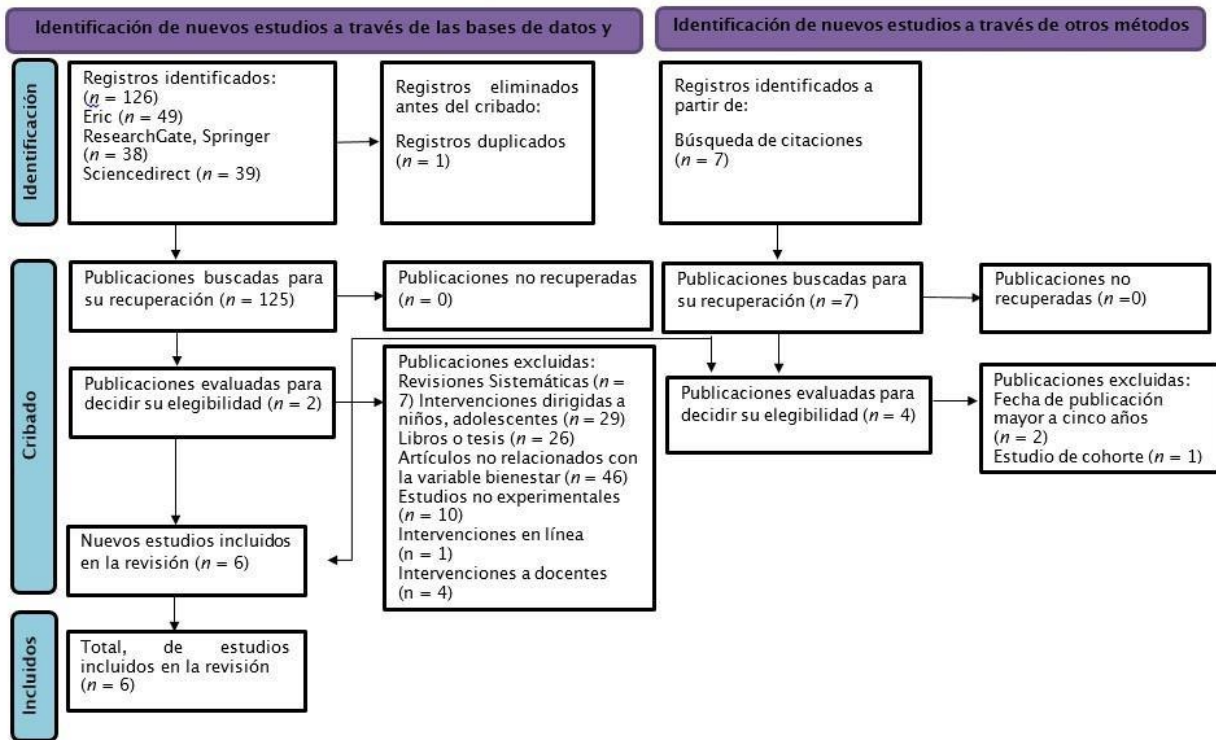 Identificación de nuevos estudios a través de las bases de datos y
Identificación de nuevos estudios a través de otros métodos
Identificación
Registros identificados:
(n = 126)
Eric (n = 49)
ResearchGate, Springer
(n = 38)
Sciencedirect (n = 39)
Registros eliminados
antes del cribado:
Registros duplicados
(n = 1)
Registros identificados a
partir de:
Búsqueda de citaciones
(n = 7)
Cribado
Publicaciones buscadas para
su recuperación (n = 125)
Publicaciones no recuperadas
(n = 0)
Publicaciones buscadas para
su recuperación (n =7)
Publicaciones no
recuperadas (n =0)
Publicaciones evaluadas para
decidir su elegibilidad (n = 2)
Publicaciones excluidas:
Revisiones Sistemáticas (n =
7) Intervenciones dirigidas a
niños, adolescentes (n = 29)
Libros o tesis (n = 26)
Artículos no relacionados con
la variable bienestar (n = 46)
Estudios no experimentales
(n = 10)
Intervenciones en línea
(n = 1)
Intervenciones a docentes
(n = 4)
Publicaciones evaluadas para
decidir su elegibilidad (n = 4)
Publicaciones excluidas:
Fecha de publicación
mayor a cinco años
(n = 2)
Estudio de cohorte (n = 1)
Nuevos estudios incluidos
en la revisión (n = 6)
Incluidos
Total, de estudios
incluidos en la revisión
(n = 6)